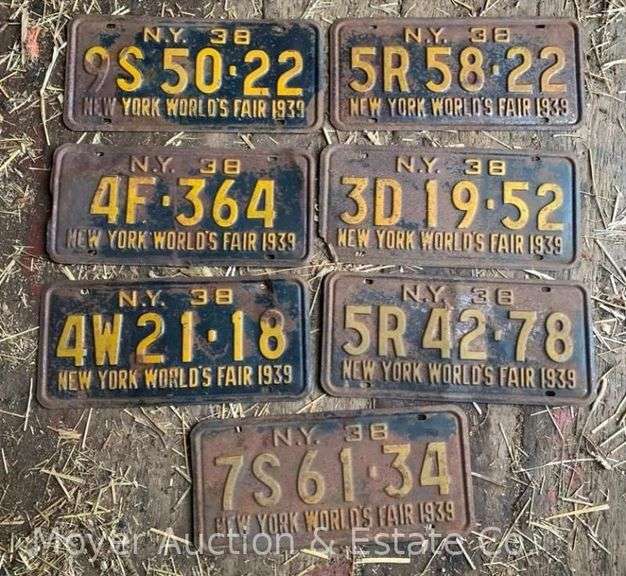 N.Y. 38
9S 50·22
NEW YORK WORLD'S FAIR 1939
N.Y. 38
5R 58·22
NEW YORK WORLD'S FAIR 1939
N.Y. 38
4F·364
NEW YORK WORLD'S FAIR 1939
N.Y. 38
3D 19·52
NEW YORK WORLD'S FAIR 1939
N.Y. 38
4W 21·18
NEW YORK WORLD'S FAIR 1939
N.Y. 38
5R 42·78
NEW YORK WORLD'S FAIR 1939
N.Y. 38
7S 61·34
NEW YORK WORLD'S FAIR 1939
Moyer Auction & Estate Co